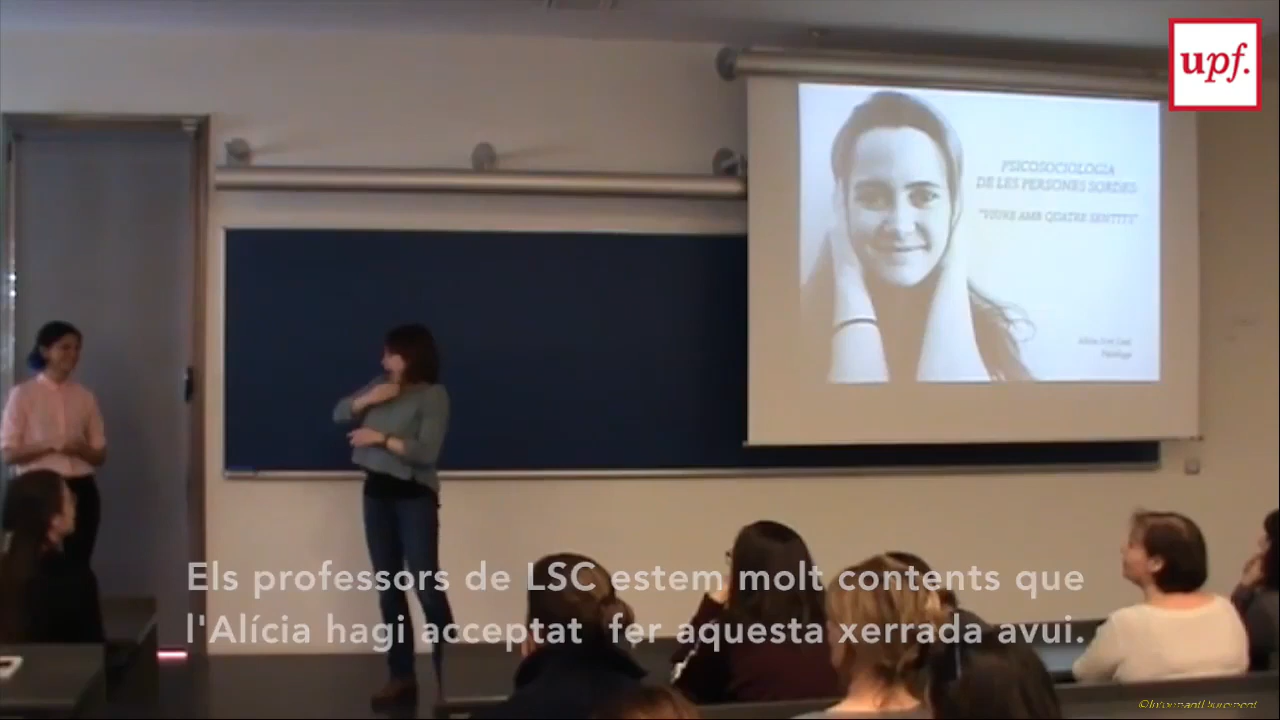 upf.
PSICOSOCIOLOGIA
DE LES PERSONES SORDES
"VIURE AMB QUATRE SENTITS"
Els professors de LSC estem molt contents que
l'Alícia hagi acceptat fer aquesta xerrada avui.